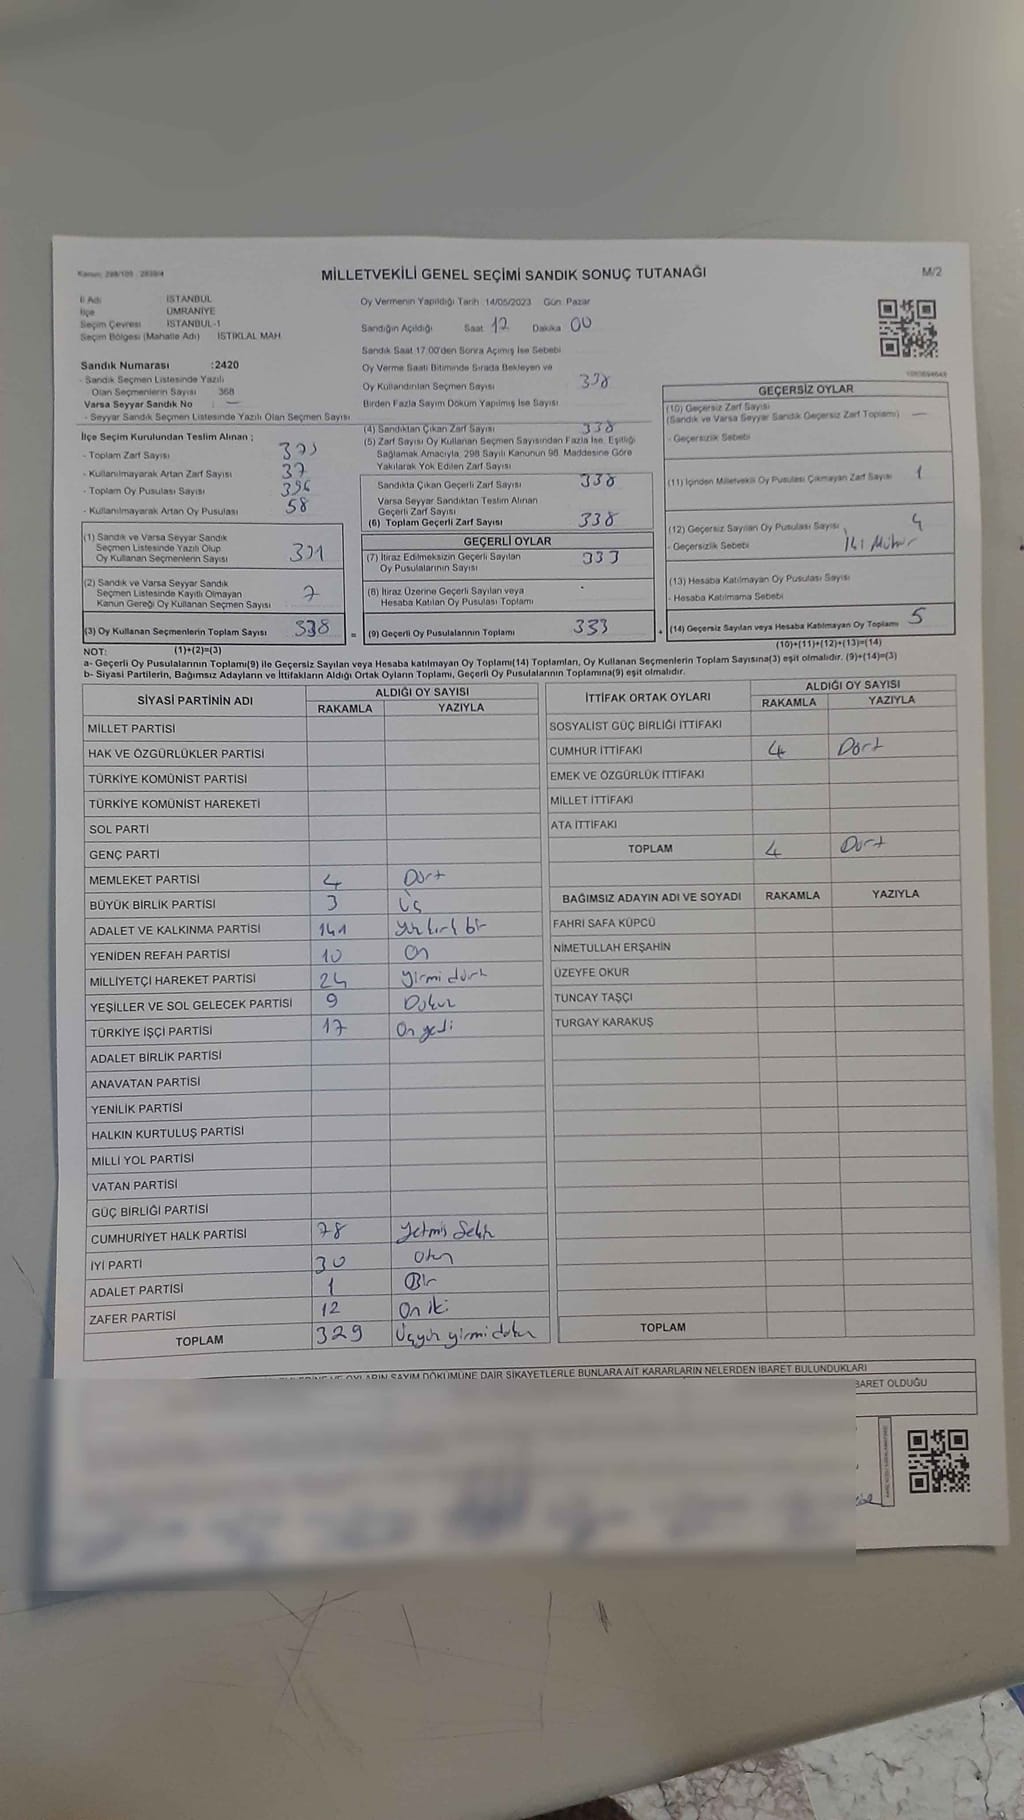 Kanun: 298/105 , 2839/4
MİLLETVEKİLİ GENEL SEÇİMİ SANDIK SONUÇ TUTANAĞI
M/2
İl Adı : İSTANBUL
İlçe : ÜMRANİYE
Seçim Çevresi : İSTANBUL-1
Seçim Bölgesi (Mahalle Adı) : İSTİKLAL MAH.
Sandık Numarası :2420
- Sandık Seçmen Listesinde Yazılı
Olan Seçmenlerin Sayısı : 368
Varsa Seyyar Sandık No : —
- Seyyar Sandık Seçmen Listesinde Yazılı Olan Seçmen Sayısı
Oy Vermenin Yapıldığı Tarih :14/05/2023 Gün: Pazar
Sandığın Açıldığı Saat 17 Dakika 00
Sandık Saat 17:00'den Sonra Açılmış İse Sebebi
Oy Verme Saati Bitiminde Sırada Bekleyen ve
Oy Kullandırılan Seçmen Sayısı 338
Birden Fazla Sayım Döküm Yapılmış İse Sayısı
İlçe Seçim Kurulundan Teslim Alınan ;
- Toplam Zarf Sayısı
- Kullanılmayarak Artan Zarf Sayısı 37
- Toplam Oy Pusulası Sayısı 396
- Kullanılmayarak Artan Oy Pusulası 58
(1) Sandık ve Varsa Seyyar Sandık
Seçmen Listesinde Yazılı Olup
Oy Kullanan Seçmenlerin Sayısı 331
(2) Sandık ve Varsa Seyyar Sandık
Seçmen Listesinde Kayıtlı Olmayan
Kanun Gereği Oy Kullanan Seçmen Sayısı 7
(3) Oy Kullanan Seçmenlerin Toplam Sayısı 338
(1)+(2)=(3)
(4) Sandıktan Çıkan Zarf Sayısı 338
(5) Zarf Sayısı Oy Kullanan Seçmen Sayısından Fazla İse, Eşitliği
Sağlamak Amacıyla, 298 Sayılı Kanunun 98. Maddesine Göre
Yakılarak Yok Edilen Zarf Sayısı
Sandıkta Çıkan Geçerli Zarf Sayısı 338
Varsa Seyyar Sandıktan Teslim Alınan
Geçerli Zarf Sayısı
(6) Toplam Geçerli Zarf Sayısı 338
GEÇERLİ OYLAR
(7) İtiraz Edilmeksizin Geçerli Sayılan
Oy Pusulalarının Sayısı 333
(8) İtiraz Üzerine Geçerli Sayılan veya
Hesaba Katılan Oy Pusulası Toplamı -
= (9) Geçerli Oy Pusulalarının Toplamı 333
GEÇERSİZ OYLAR
(10) Geçersiz Zarf Sayısı
(Sandık ve Varsa Seyyar Sandık Geçersiz Zarf Toplamı) —
- Geçersizlik Sebebi
(11) İçinden Milletvekili Oy Pusulası Çıkmayan Zarf Sayısı 1
(12) Geçersiz Sayılan Oy Pusulası Sayısı 4
- Geçersizlik Sebebi İki Mühür
(13) Hesaba Katılmayan Oy Pusulası Sayısı
- Hesaba Katılmama Sebebi
+ (14) Geçersiz Sayılan veya Hesaba Katılmayan Oy Toplamı 5
(10)+(11)+(12)+(13)=(14)
NOT:
a- Geçerli Oy Pusulalarının Toplamı(9) ile Geçersiz Sayılan veya Hesaba katılmayan Oy Toplamı(14) Toplamları, Oy Kullanan Seçmenlerin Toplam Sayısına(3) eşit olmalıdır. (9)+(14)=(3)
b- Siyasi Partilerin, Bağımsız Adayların ve İttifakların Aldığı Ortak Oyların Toplamı, Geçerli Oy Pusulalarının Toplamına(9) eşit olmalıdır.
SİYASİ PARTİNİN ADI ALDIĞI OY SAYISI
RAKAMLA YAZIYLA
MİLLET PARTİSİ
HAK VE ÖZGÜRLÜKLER PARTİSİ
TÜRKİYE KOMÜNİST PARTİSİ
TÜRKİYE KOMÜNİST HAREKETİ
SOL PARTİ
GENÇ PARTİ
MEMLEKET PARTİSİ 4 Dört
BÜYÜK BİRLİK PARTİSİ 3 Üç
ADALET VE KALKINMA PARTİSİ 141 Yüz kırk bir
YENİDEN REFAH PARTİSİ 10 On
MİLLİYETÇİ HAREKET PARTİSİ 24 Yirmi dört
YEŞİLLER VE SOL GELECEK PARTİSİ 9 Dokuz
TÜRKİYE İŞÇİ PARTİSİ 17 On yedi
ADALET BİRLİK PARTİSİ
ANAVATAN PARTİSİ
YENİLİK PARTİSİ
HALKIN KURTULUŞ PARTİSİ
MİLLİ YOL PARTİSİ
VATAN PARTİSİ
GÜÇ BİRLİĞİ PARTİSİ
CUMHURİYET HALK PARTİSİ 78 Yetmiş Sekiz
İYİ PARTİ 30 Otuz
ADALET PARTİSİ 1 Bir
ZAFER PARTİSİ 12 On iki
TOPLAM 329 Üçyüz yirmi dokuz
İTTİFAK ORTAK OYLARI ALDIĞI OY SAYISI
RAKAMLA YAZIYLA
SOSYALİST GÜÇ BİRLİĞİ İTTİFAKI
CUMHUR İTTİFAKI 4 Dört
EMEK VE ÖZGÜRLÜK İTTİFAKI
MİLLET İTTİFAKI
ATA İTTİFAKI
TOPLAM 4 Dört
BAĞIMSIZ ADAYIN ADI VE SOYADI RAKAMLA YAZIYLA
FAHRİ SAFA KÜPCÜ
NİMETULLAH ERŞAHİN
ÜZEYFE OKUR
TUNCAY TAŞÇI
TURGAY KARAKUŞ
TOPLAM
OYLARIN SAYIM DÖKÜMÜNE DAİR ŞİKAYETLERLE BUNLARA AİT KARARLARIN NELERDEN İBARET BULUNDUKLARI
BARET OLDUĞU